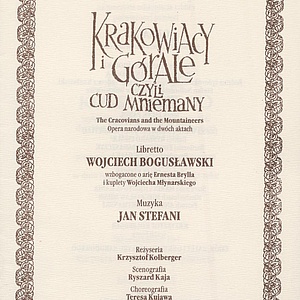 KRAKOWIACY
i GÓRALE
CZYLI
CUD MNIEMANY
The Cracovians and the Mountaineers
Opera narodowa w dwóch aktach
Libretto
WOJCIECH BOGUSŁAWSKI
wzbogacone o arię Ernesta Brylla
i kuplety Wojciecha Młynarskiego
Muzyka
JAN STEFANI
Reżyseria
Krzysztof Kolberger
Scenografia
Ryszard Kaja
Choreografia
Teresa Kujawa